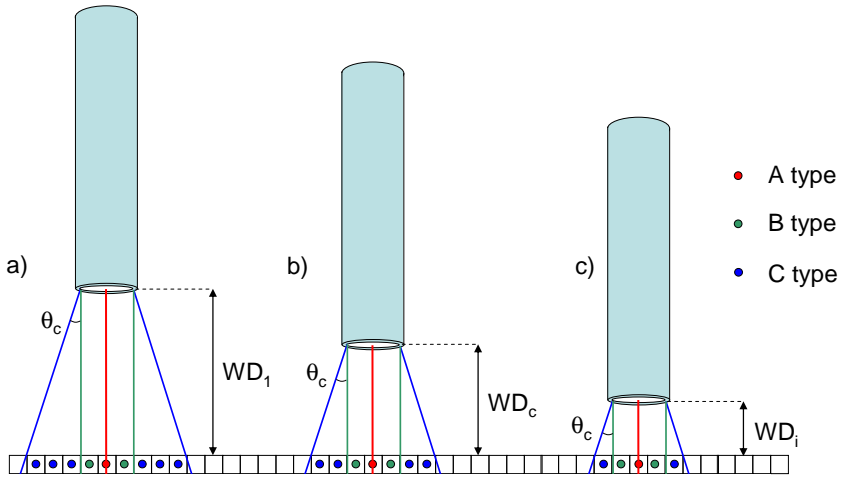 a)
θc
WD1
b)
θc
WDc
c)
θc
WDi
A type
B type
C type